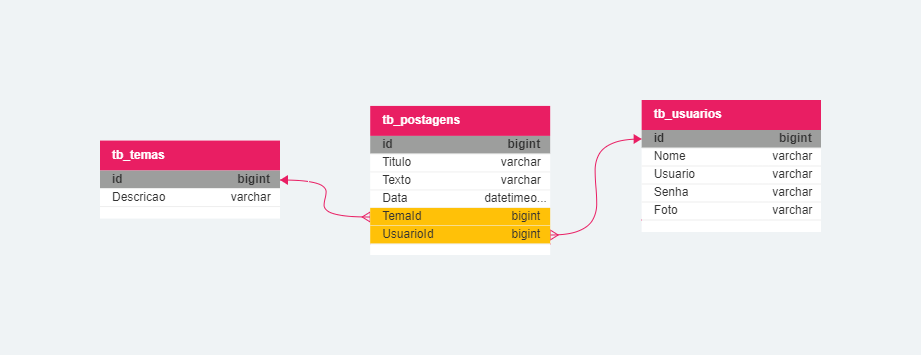 tb_temas
id bigint
Descricao varchar
tb_postagens
id bigint
Titulo varchar
Texto varchar
Data datetimeo...
TemaId bigint
UsuarioId bigint
tb_usuarios
id bigint
Nome varchar
Usuario varchar
Senha varchar
Foto varchar